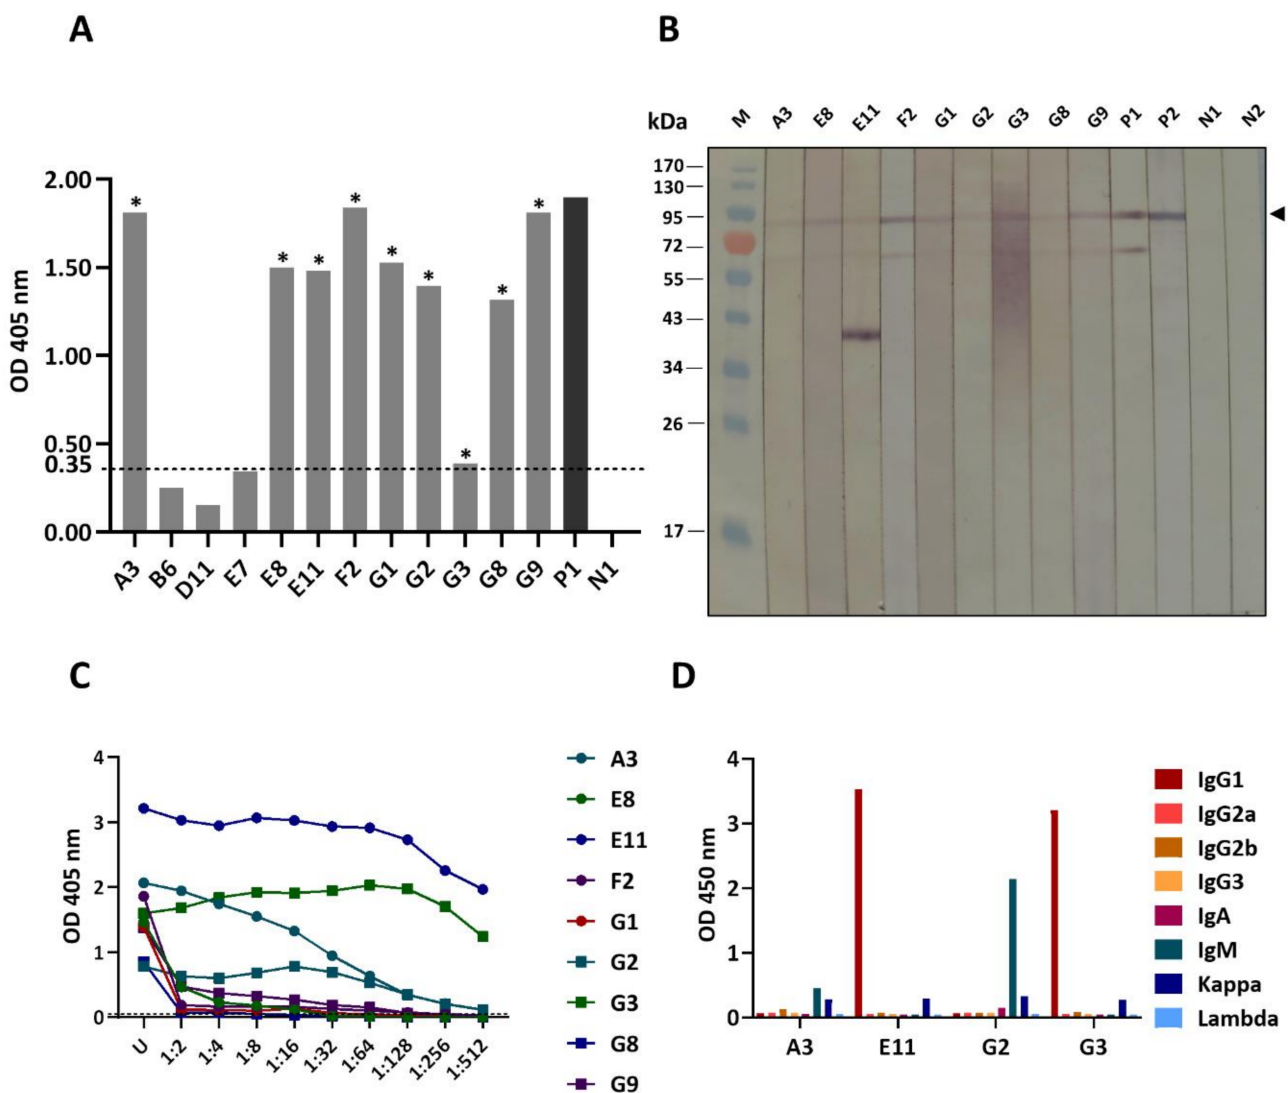 A
2.00
1.50
1.00
0.50
0.35
0.00
OD 405 nm
* * * * * * * * *
A3 B6 D11 E7 E8 E11 F2 G1 G2 G3 G8 G9 P1 N1
B
kDa M A3 E8 E11 F2 G1 G2 G3 G8 G9 P1 P2 N1 N2
170
130
95
72
55
43
34
26
17
C
4
3
2
1
0
OD 405 nm
U 1:2 1:4 1:8 1:16 1:32 1:64 1:128 1:256 1:512
A3
E8
E11
F2
G1
G2
G3
G8
G9
D
4
3
2
1
0
OD 450 nm
A3 E11 G2 G3
IgG1
IgG2a
IgG2b
IgG3
IgA
IgM
Kappa
Lambda